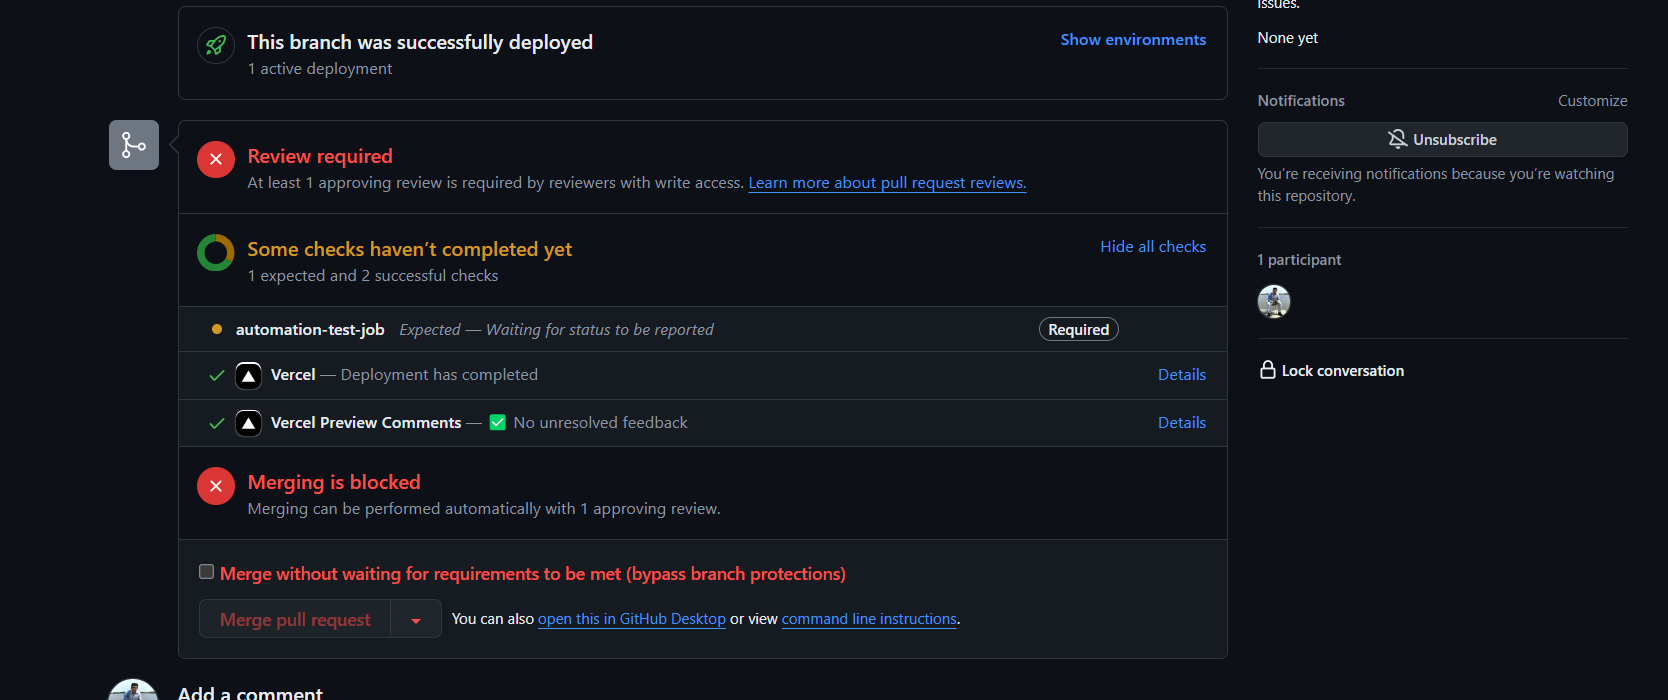 issues.
This branch was successfully deployed
Show environments
1 active deployment
None yet
Notifications
Customize
Unsubscribe
You're receiving notifications because you're watching
this repository.
Review required
At least 1 approving review is required by reviewers with write access. Learn more about pull request reviews.
Some checks haven't completed yet
Hide all checks
1 expected and 2 successful checks
1 participant
automation-test-job Expected — Waiting for status to be reported
Required
Vercel — Deployment has completed
Details
Lock conversation
Vercel Preview Comments — ✅ No unresolved feedback
Details
Merging is blocked
Merging can be performed automatically with 1 approving review.
Merge without waiting for requirements to be met (bypass branch protections)
Merge pull request
You can also open this in GitHub Desktop or view command line instructions.
Add a comment